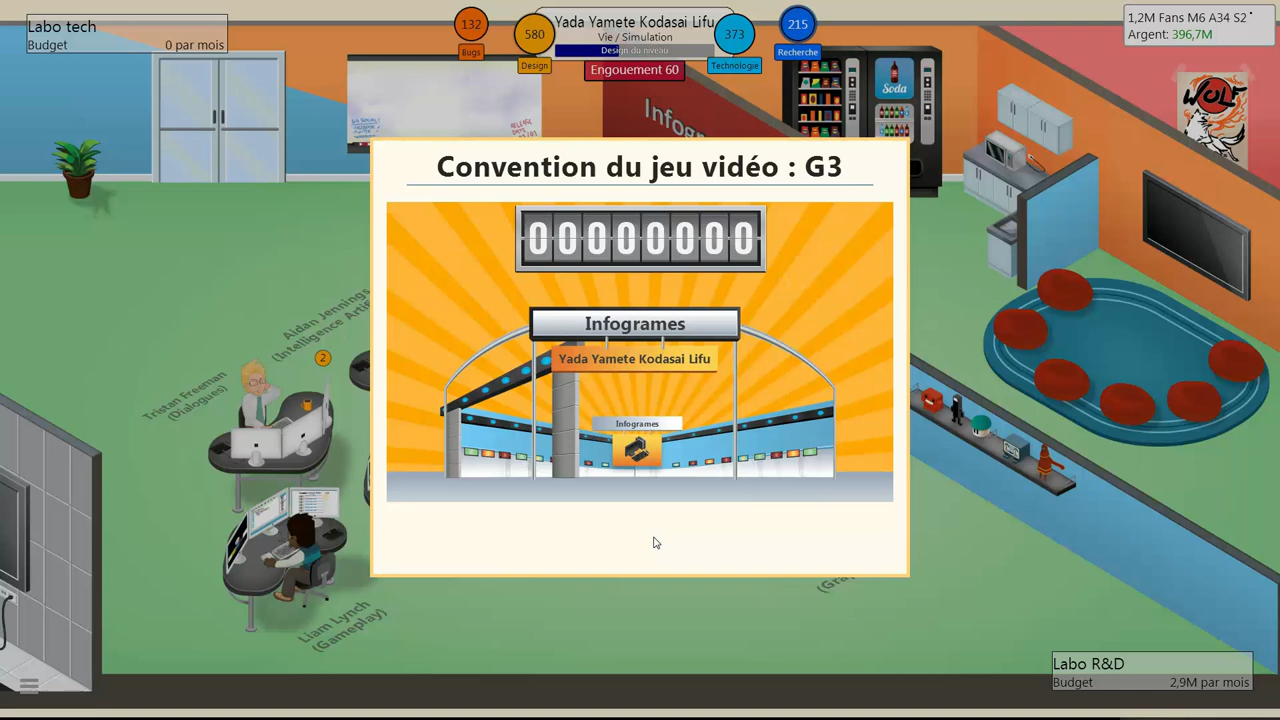 Labo tech
Budget 0 par mois
132
Bugs
580
Design
Yada Yamete Kodasai Lifu
Vie / Simulation
Design du niveau
Engouement 60
373
Technologie
215
Recherche
1,2M Fans M6 A34 S2
Argent: 396,7M
Soda
WULF
RELEASE
Convention du jeu vidéo : G3
00000000
Infogrames
Yada Yamete Kodasai Lifu
Infogrames
Aidan Jennings
2
Tristan Freeman
(Dialogues)
Liam Lynch
(Gameplay)
Labo R&D
Budget 2,9M par mois